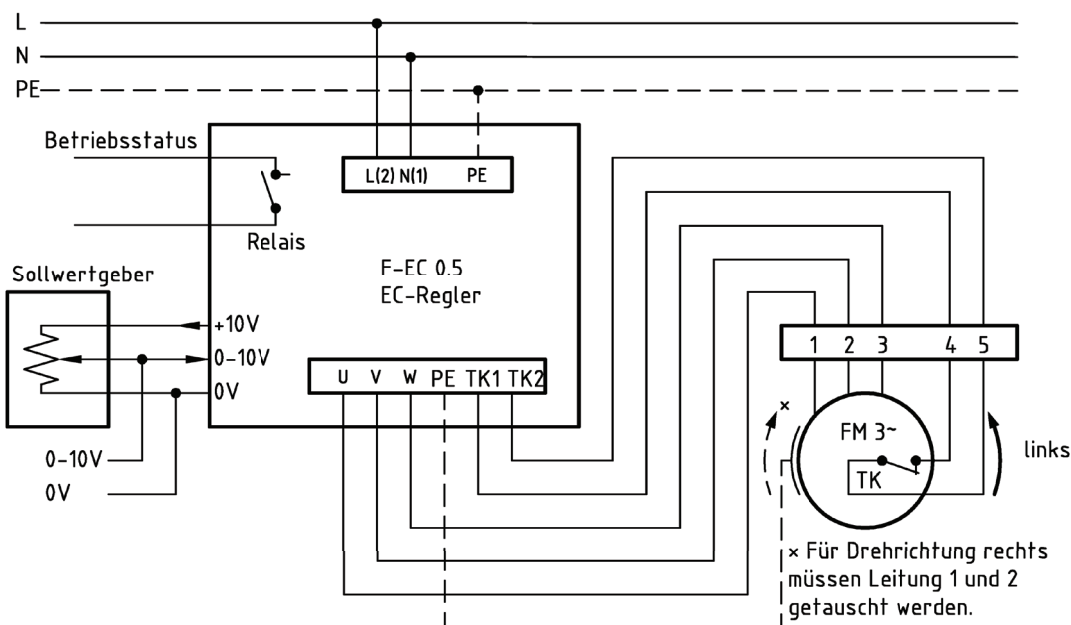 L
N
PE
Betriebsstatus
L(2) N(1) PE
Relais
F-EC 0.5
EC-Regler
Sollwertgeber
+10V
0-10V
0V
U V W PE TK1 TK2
0-10V
0V
1 2 3 4 5
×
FM 3~
TK
links
× Für Drehrichtung rechts
müssen Leitung 1 und 2
getauscht werden.